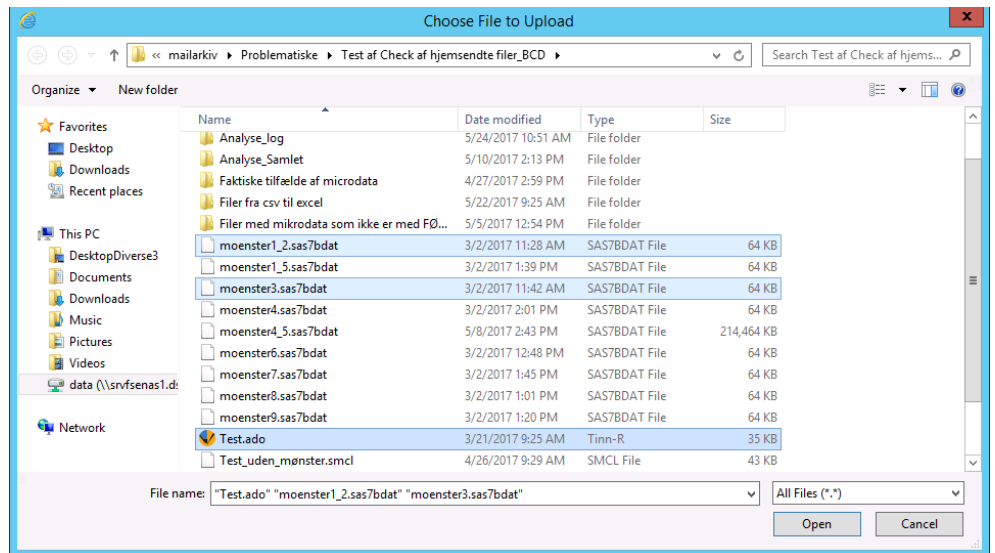 Choose File to Upload
x
« mailarkiv Problematiske Test af Check af hjemsendte filer_BCD
Search Test af Check af hjems...
Organize New folder
Name Date modified Type Size
Favorites
Desktop
Downloads
Recent places
This PC
DesktopDiverse3
Documents
Downloads
Music
Pictures
Videos
data (\\srvfsenas1.ds
Network
Analyse_log 5/24/2017 10:51 AM File folder
Analyse_Samlet 5/10/2017 2:13 PM File folder
Faktiske tilfælde af microdata 4/27/2017 2:59 PM File folder
Filer fra csv til excel 5/22/2017 9:25 AM File folder
Filer med mikrodata som ikke er med FØ... 5/5/2017 12:54 PM File folder
moenster1_2.sas7bdat 3/2/2017 11:28 AM SAS7BDAT File 64 KB
moenster1_5.sas7bdat 3/2/2017 1:39 PM SAS7BDAT File 64 KB
moenster3.sas7bdat 3/2/2017 11:42 AM SAS7BDAT File 64 KB
moenster4.sas7bdat 3/2/2017 2:01 PM SAS7BDAT File 64 KB
moenster4_5.sas7bdat 5/8/2017 2:43 PM SAS7BDAT File 214,464 KB
moenster6.sas7bdat 3/2/2017 12:48 PM SAS7BDAT File 64 KB
moenster7.sas7bdat 3/2/2017 1:45 PM SAS7BDAT File 64 KB
moenster8.sas7bdat 3/2/2017 1:01 PM SAS7BDAT File 64 KB
moenster9.sas7bdat 3/2/2017 1:20 PM SAS7BDAT File 64 KB
Test.ado 3/21/2017 9:25 AM Tinn-R 35 KB
Test_uden_mønster.smcl 4/26/2017 9:29 AM SMCL File 43 KB
File name: "Test.ado" "moenster1_2.sas7bdat" "moenster3.sas7bdat"
All Files (*.*)
Open Cancel